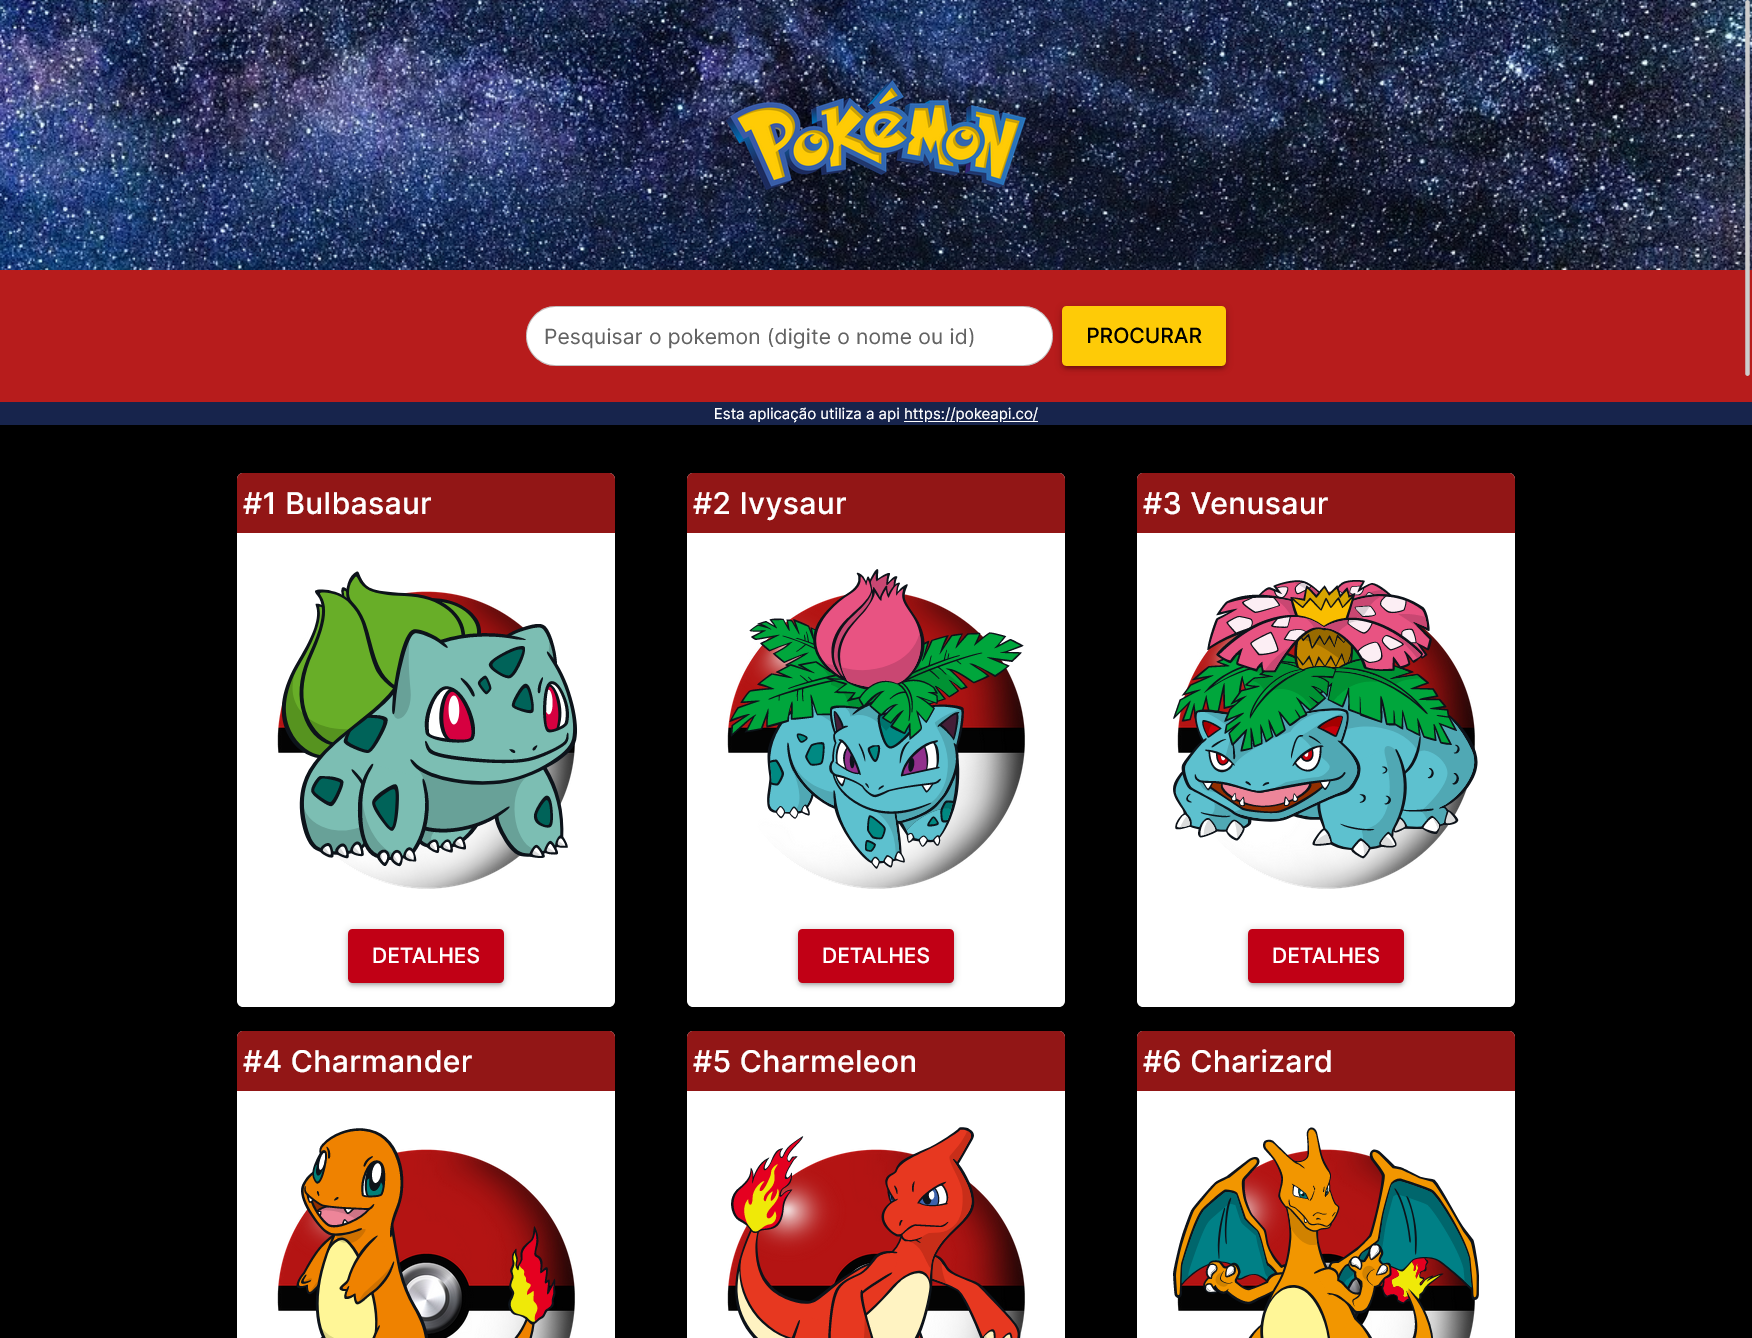 POKéMON
Pesquisar o pokemon (digite o nome ou id)
PROCURAR
Esta aplicação utiliza a api https://pokeapi.co/
#1 Bulbasaur
#2 Ivysaur
#3 Venusaur
DETALHES
DETALHES
DETALHES
#4 Charmander
#5 Charmeleon
#6 Charizard